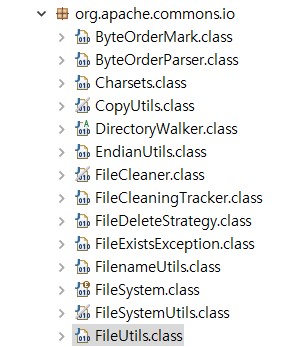 org.apache.commons.io
ByteOrderMark.class
ByteOrderParser.class
Charsets.class
CopyUtils.class
DirectoryWalker.class
EndianUtils.class
FileCleaner.class
FileCleaningTracker.class
FileDeleteStrategy.class
FileExistsException.class
FilenameUtils.class
FileSystem.class
FileSystemUtils.class
FileUtils.class